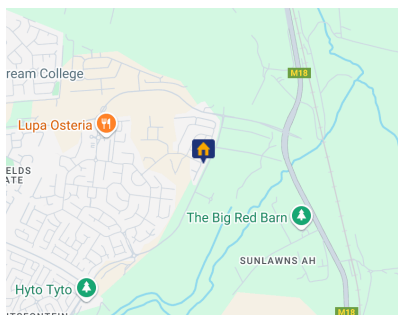 M18
ream College
Lupa Osteria
ELDS
ATE
The Big Red Barn
SUNLAWNS AH
Hyto Tyto
M18